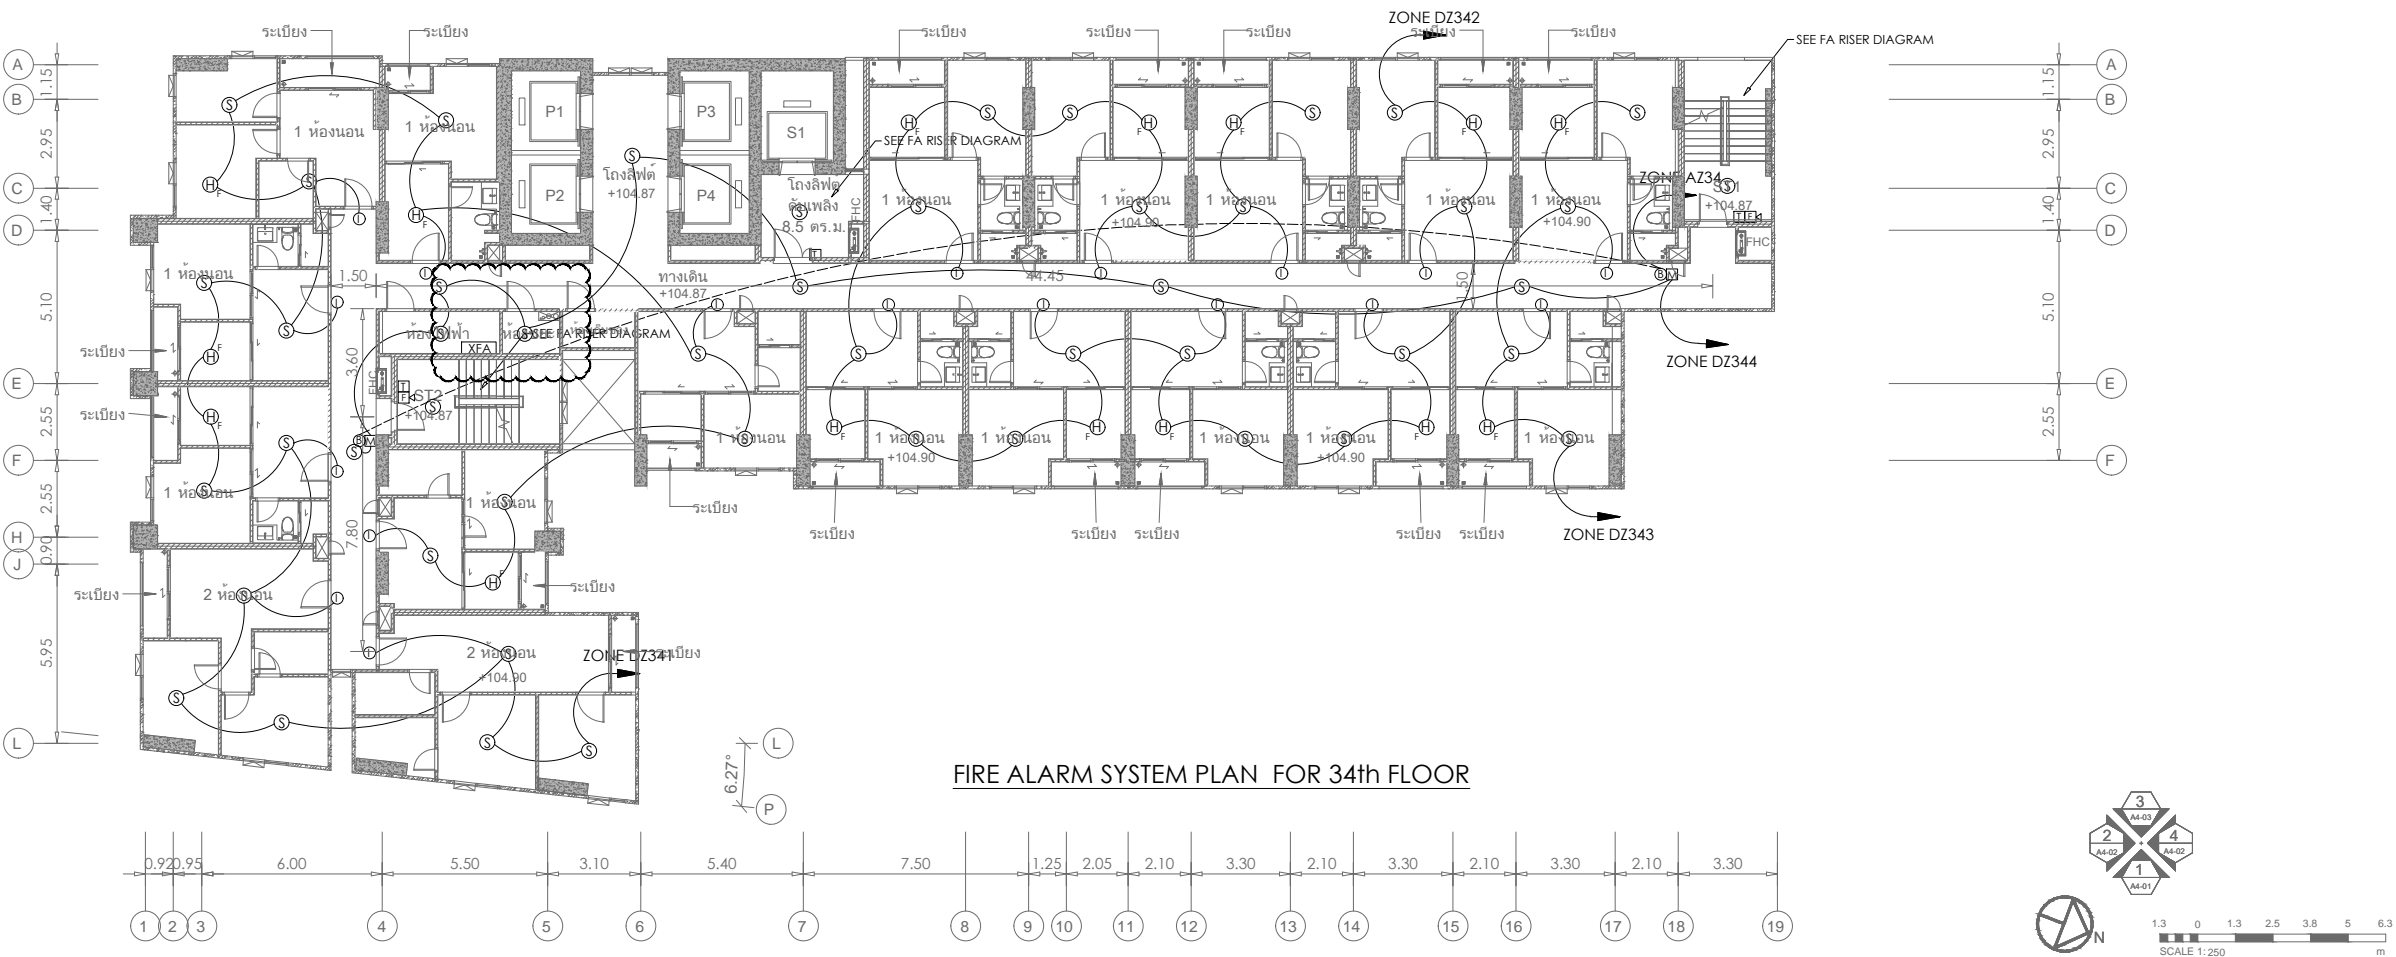 ระเบียง
ระเบียง
ระเบียง
ระเบียง
ระเบียง
ZONE DZ342
ระเบียง
ระเบียง
SEE FA RISER DIAGRAM
A
B
C
D
E
F
H
J
L
1.15
2.95
1.40
5.10
2.55
2.55
0.90
5.95
A
B
C
D
E
F
1.15
2.95
1.40
5.10
2.55
P1
P2
P3
P4
S1
SEE FA RISER DIAGRAM
1 ห้องนอน
1 ห้องนอน
โถงลิฟต์
+104.87
โถงลิฟต์
ดับเพลิง
8.5 ตร.ม.
FHC
1 ห้องนอน
1 ห้องนอน
+104.90
1 ห้องนอน
1 ห้องนอน
1 ห้องนอน
+104.90
ZONE AZ34
ST1
+104.87
FHC
1 ห้องนอน
1.50
ทางเดิน
+104.87
44.45
1.50
ห้องไฟฟ้า
SEE FA RISER DIAGRAM
XFA
3.60
FHC
ST2
+104.87
ZONE DZ344
ระเบียง
ระเบียง
1 ห้องนอน
1 ห้องนอน
1 ห้องนอน
+104.90
1 ห้องนอน
1 ห้องนอน
1 ห้องนอน
+104.90
1 ห้องนอน
1 ห้องนอน
ระเบียง
ระเบียง
ระเบียง
ระเบียง
ระเบียง
ระเบียง
ZONE DZ343
7.80
ระเบียง
2 ห้องนอน
ระเบียง
2 ห้องนอน
+104.90
ZONE DZ341
ระเบียง
L
6.27°
P
FIRE ALARM SYSTEM PLAN FOR 34th FLOOR
0.92 0.95 6.00 5.50 3.10 5.40 7.50 1.25 2.05 2.10 3.30 2.10 3.30 2.10 3.30 2.10 3.30
1 2 3 4 5 6 7 8 9 10 11 12 13 14 15 16 17 18 19
3
A4-03
2
A4-02
4
A4-02
1
A4-01
N
1.3 0 1.3 2.5 3.8 5 6.3
SCALE 1:250 m